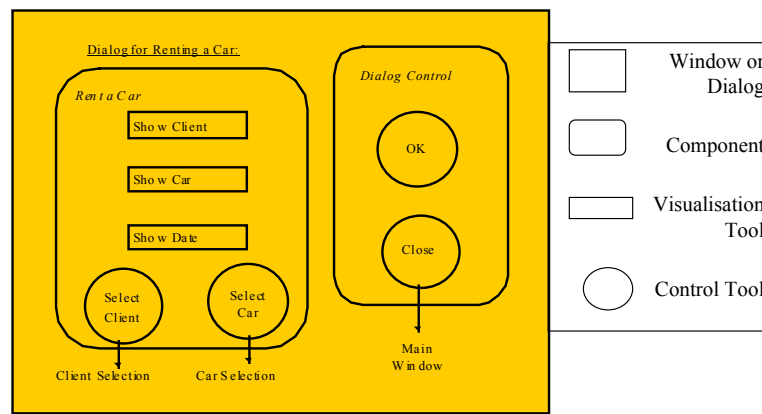 Dialog for Renting a Car:
Rent a Car
Show Client
Show Car
Show Date
Select
Client
Select
Car
Client Selection
Car Selection
Dialog Control
OK
Close
Main
Window
Window or
Dialog
Component
Visualisation
Tool
Control Tool